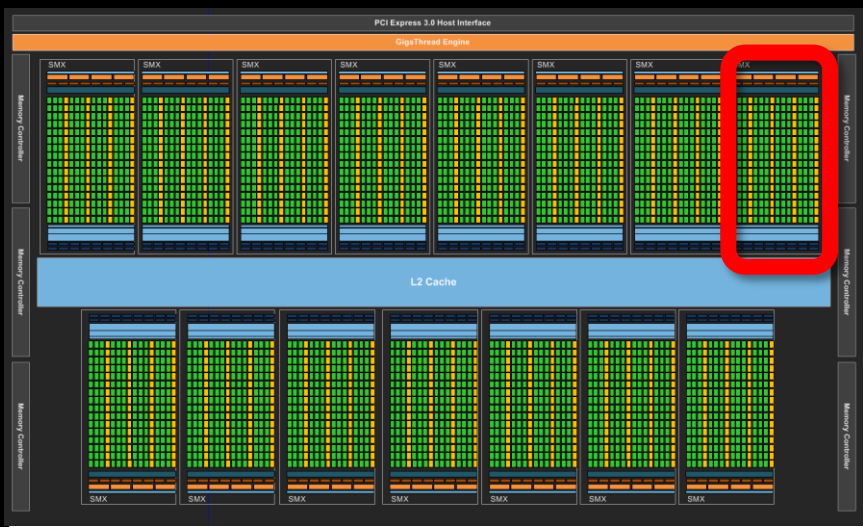 PCI Express 3.0 Host Interface
GigaThread Engine
SMX SMX SMX SMX SMX SMX SMX SMX
Memory Controller
Memory Controller
Memory Controller
Memory Controller
L2 Cache
Memory Controller
Memory Controller
SMX SMX SMX SMX SMX SMX SMX